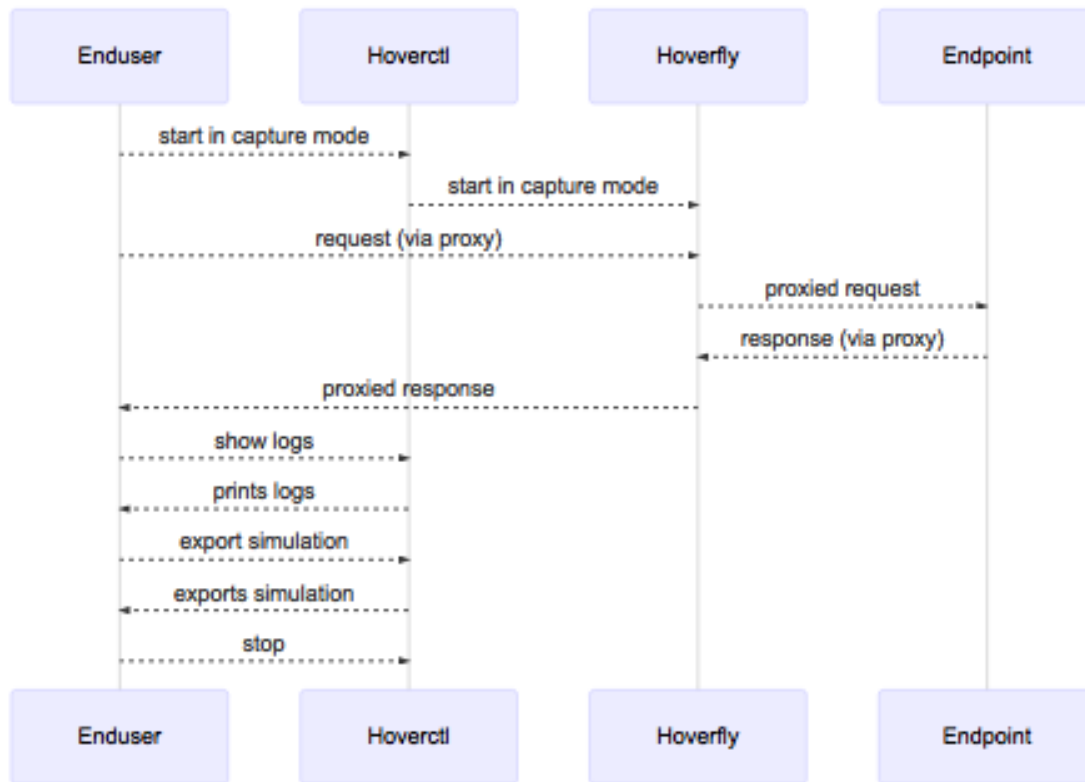 Enduser
Hoverctl
Hoverfly
Endpoint
start in capture mode
start in capture mode
request (via proxy)
proxied request
response (via proxy)
proxied response
show logs
prints logs
export simulation
exports simulation
stop
Enduser
Hoverctl
Hoverfly
Endpoint